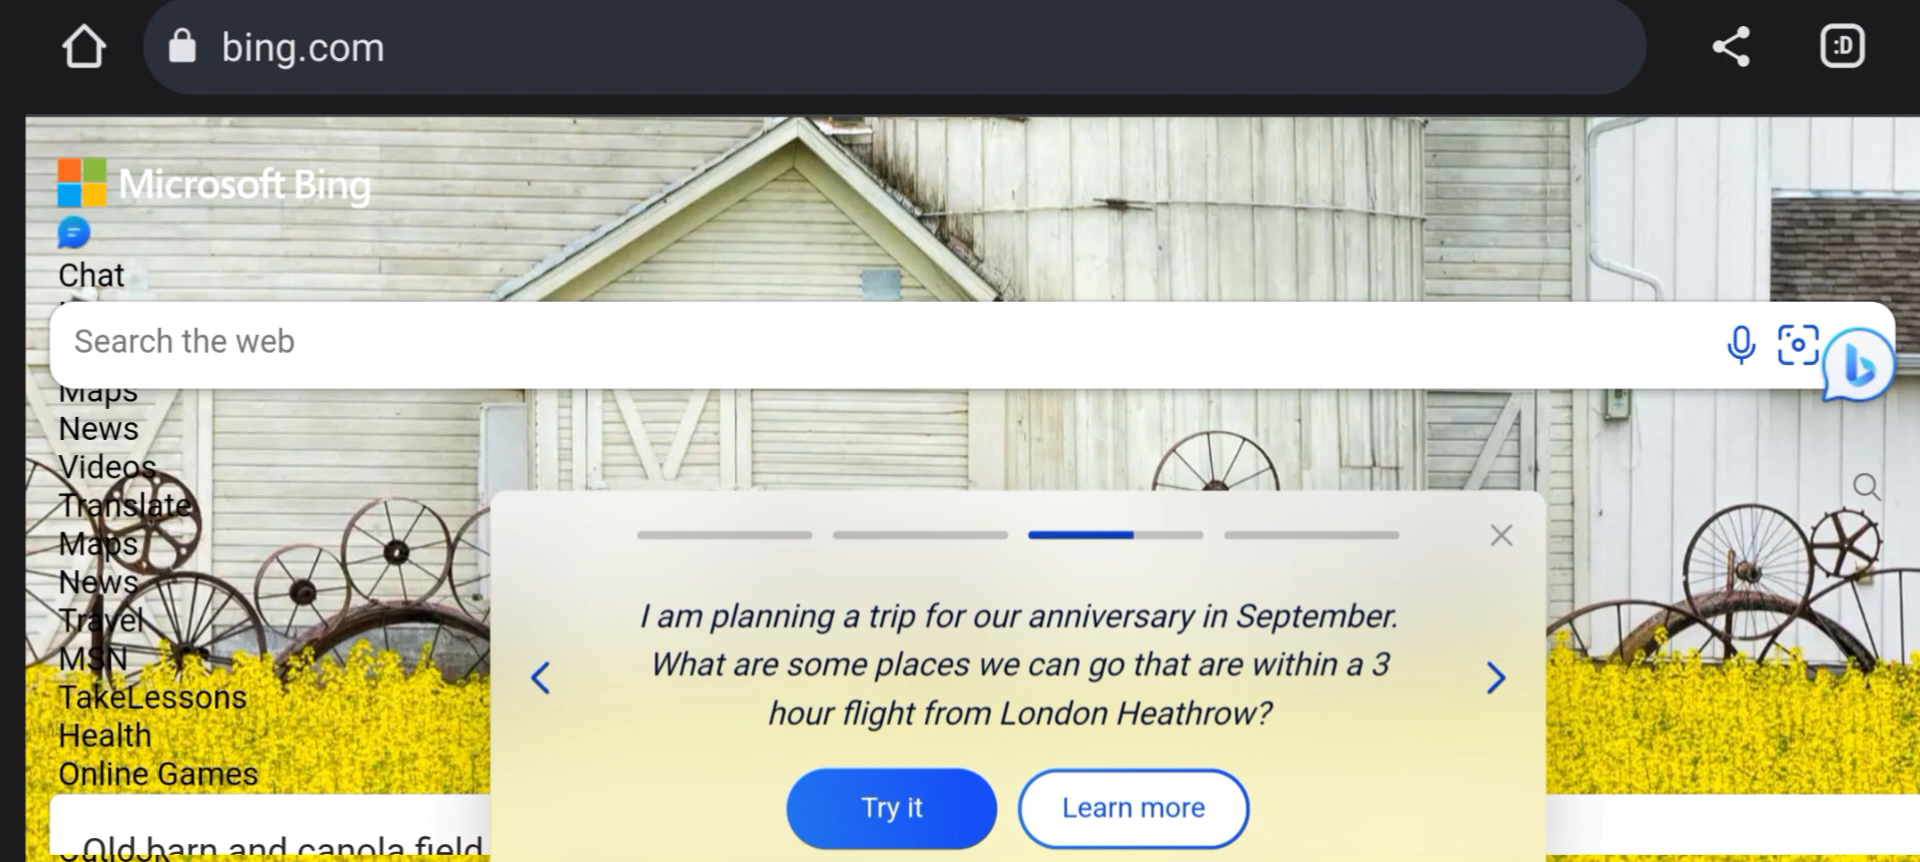 bing.com
:D
Microsoft Bing
Chat
Search the web
Maps
News
Videos
Translate
Maps
News
Travel
MSN
TakeLessons
Health
Online Games
I am planning a trip for our anniversary in September.
What are some places we can go that are within a 3
hour flight from London Heathrow?
Try it
Learn more
Old barn and canola field